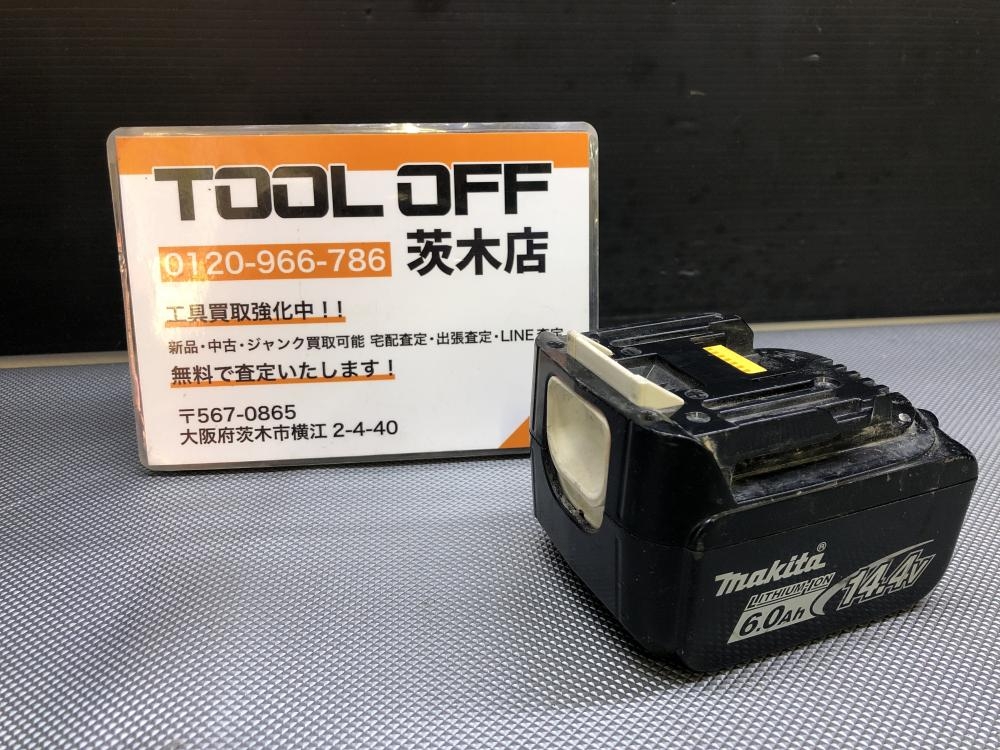 TOOL OFF
0120-966-786 茨木店
工具買取強化中！！
新品・中古・ジャンク買取可能 宅配査定・出張査定・LINE査定
無料で査定いたします！
〒567-0865
大阪府茨木市横江 2-4-40
makita®
LITHIUM-ION
6.0Ah
14.4V